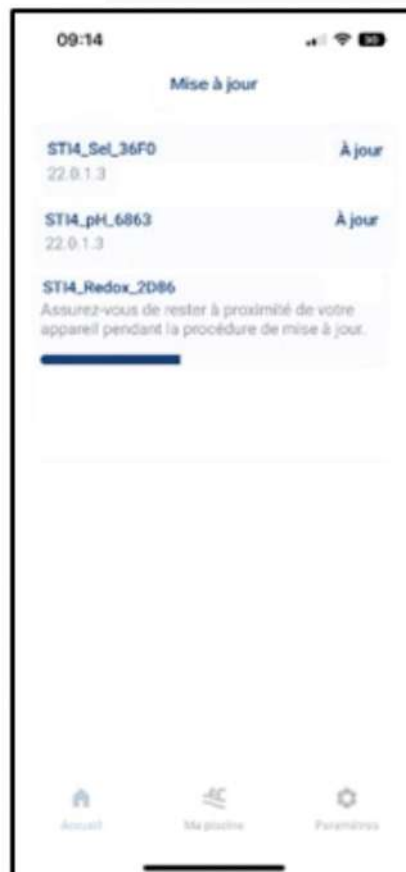 09:14
50
Mise à jour
STI4_Sel_36F0
À jour
22.0.1.3
STI4_pH_6863
À jour
22.0.1.3
STI4_Redox_2D86
Assurez-vous de rester à proximité de votre
appareil pendant la procédure de mise à jour.
Accueil
Ma piscine
Paramètres